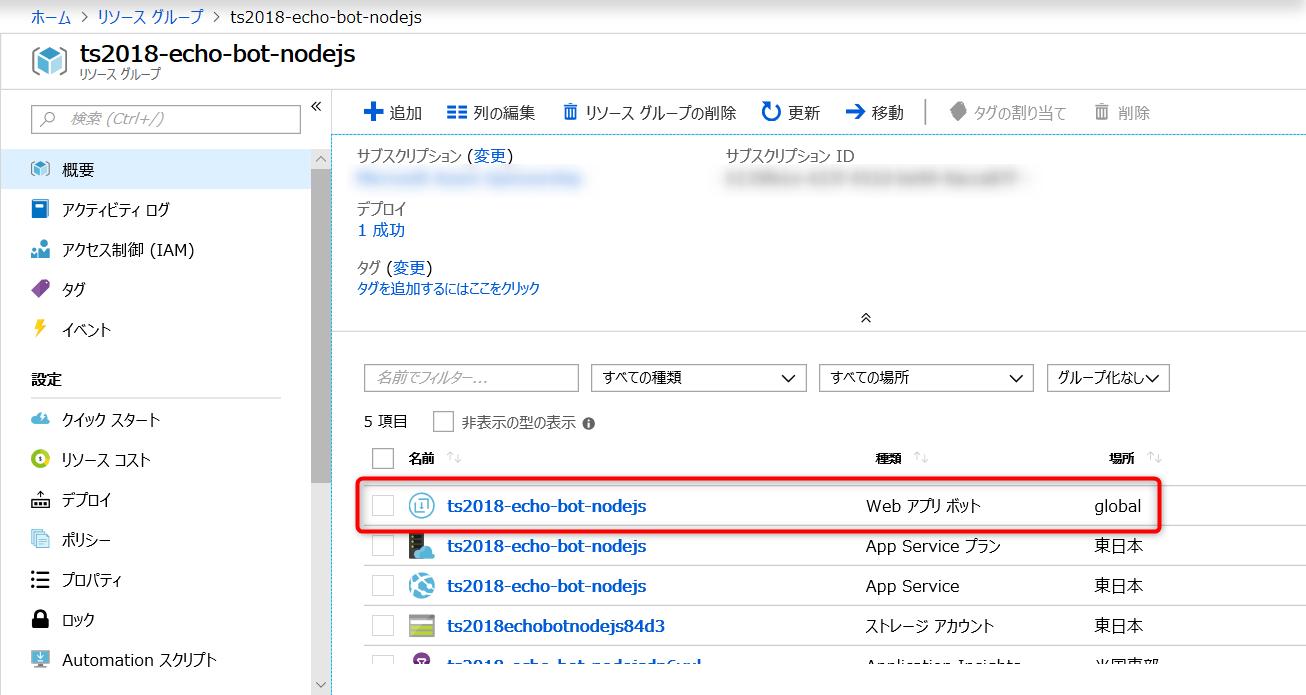 ホーム > リソース グループ > ts2018-echo-bot-nodejs
ts2018-echo-bot-nodejs
リソース グループ
検索 (Ctrl+/)
概要
アクティビティ ログ
アクセス制御 (IAM)
タグ
イベント
設定
クイック スタート
リソース コスト
デプロイ
ポリシー
プロパティ
ロック
Automation スクリプト
追加 列の編集 リソース グループの削除 更新 移動 タグの割り当て 削除
サブスクリプション (変更) サブスクリプション ID
デプロイ
1 成功
タグ (変更)
タグを追加するにはここをクリック
名前でフィルター... すべての種類 すべての場所 グループ化なし
5 項目 非表示の型の表示
名前 種類 場所
ts2018-echo-bot-nodejs Web アプリ ボット global
ts2018-echo-bot-nodejs App Service プラン 東日本
ts2018-echo-bot-nodejs App Service 東日本
ts2018echobotnodejs84d3 ストレージ アカウント 東日本
Application Insights 米国東部